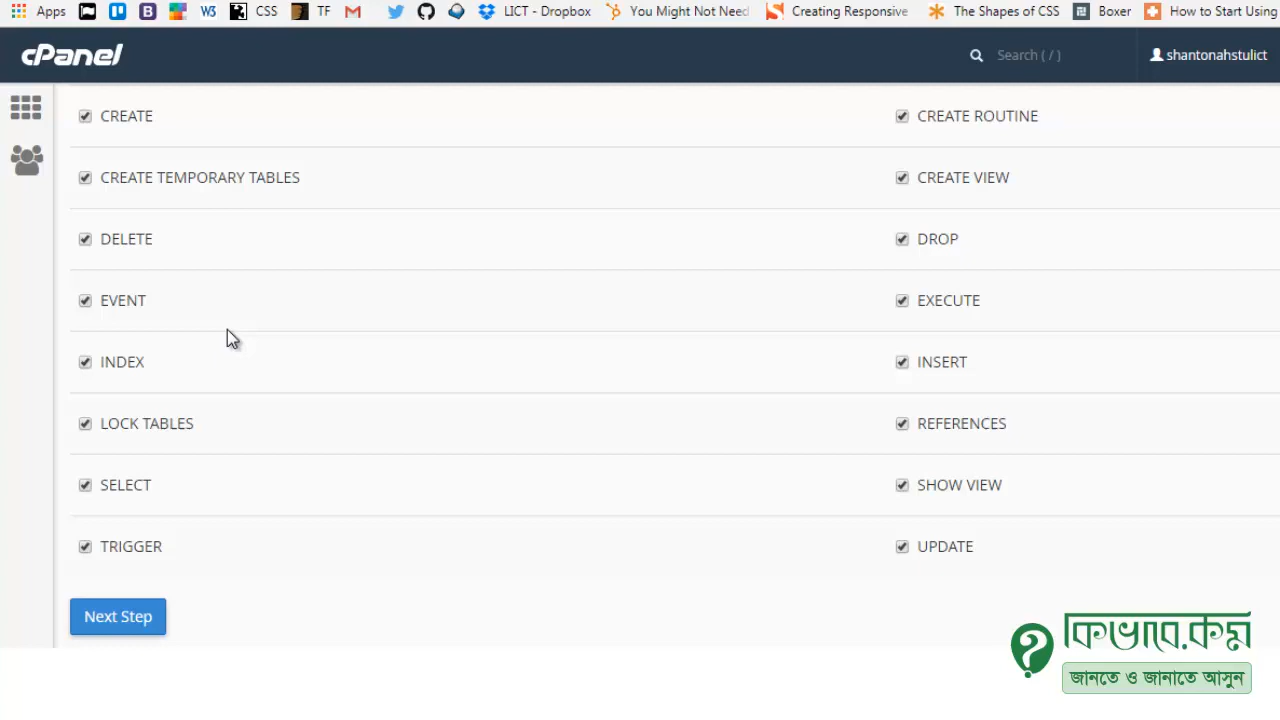 Apps B W3 CSS TF LICT - Dropbox You Might Not Need Creating Responsive The Shapes of CSS Boxer How to Start Using
cPanel Search ( / ) shantonahstulict
CREATE CREATE ROUTINE
CREATE TEMPORARY TABLES CREATE VIEW
DELETE DROP
EVENT EXECUTE
INDEX INSERT
LOCK TABLES REFERENCES
SELECT SHOW VIEW
TRIGGER UPDATE
Next Step
? কিভাবে.কম
জানতে ও জানাতে আসুন